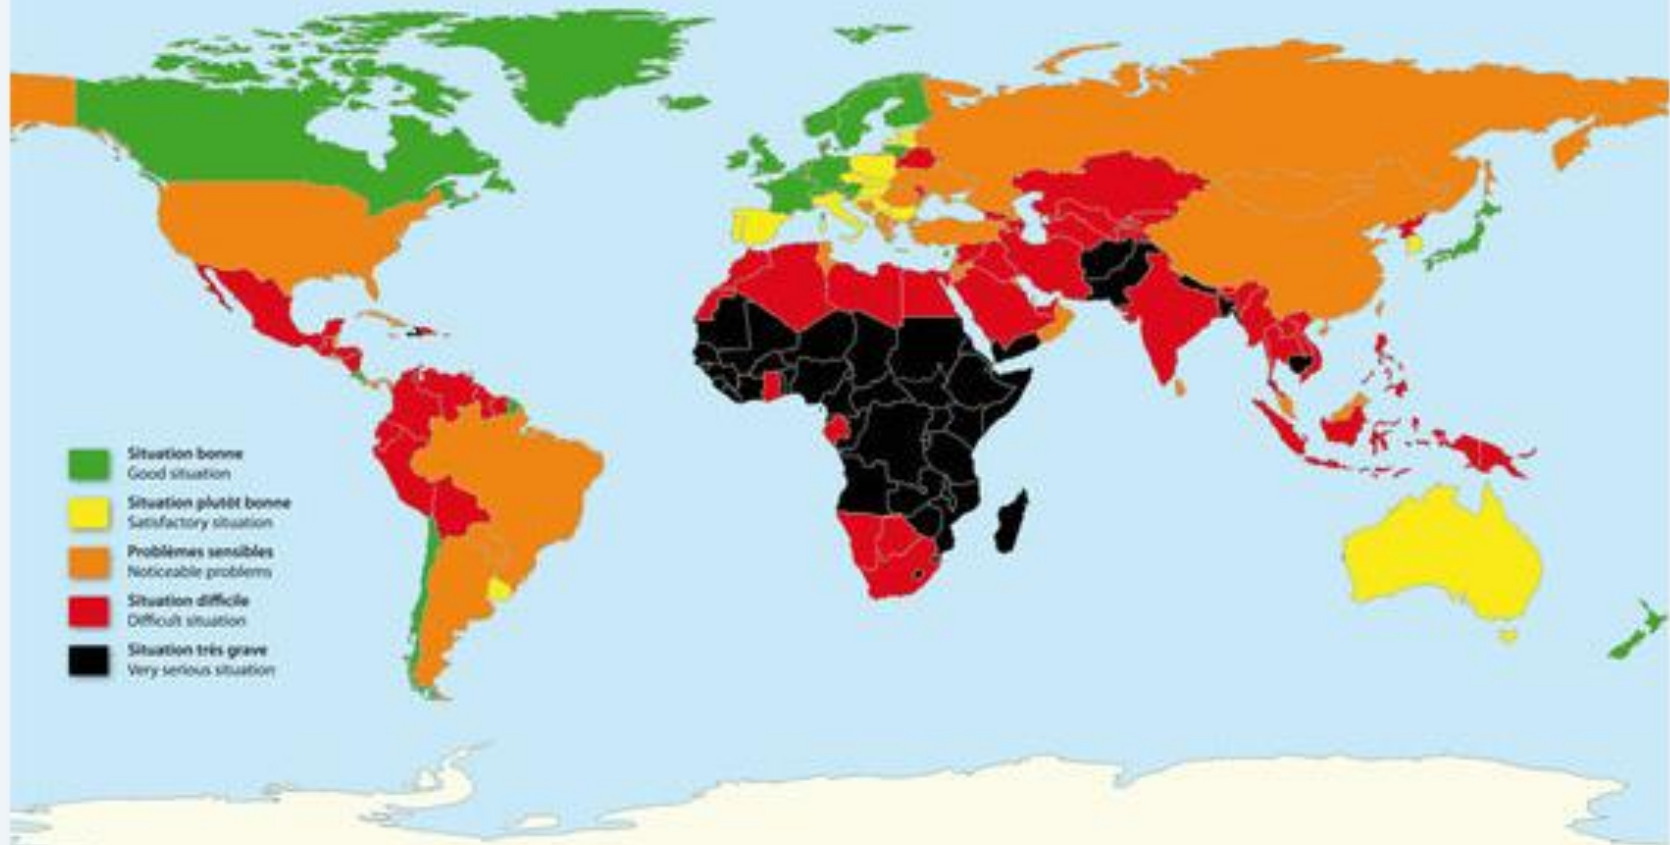 Situation bonne
Good situation
Situation plutôt bonne
Satisfactory situation
Problèmes sensibles
Noticeable problems
Situation difficile
Difficult situation
Situation très grave
Very serious situation